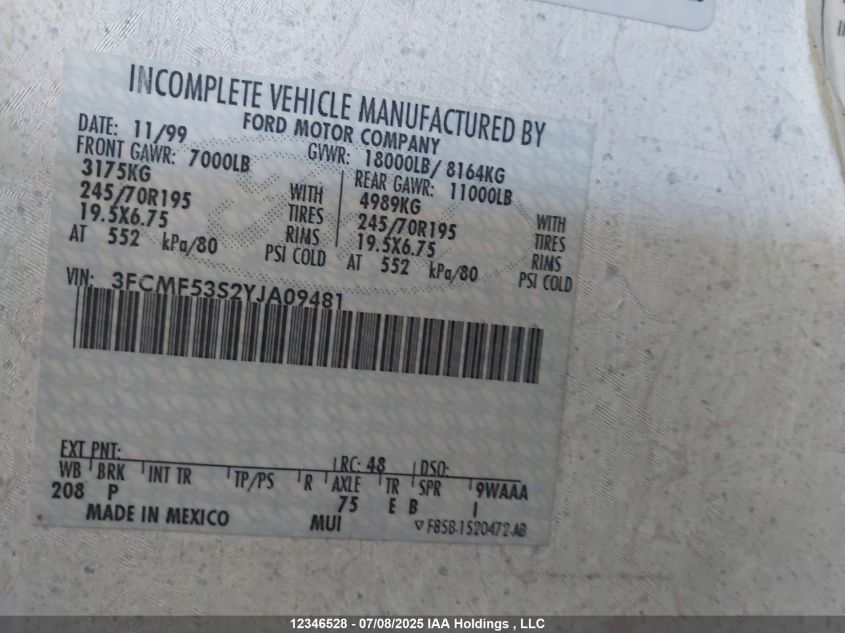 INCOMPLETE VEHICLE MANUFACTURED BY
FORD MOTOR COMPANY
DATE: 11/99 GVWR: 18000LB/ 8164KG
FRONT GAWR: 7000LB REAR GAWR: 11000LB
3175KG WITH 4989KG WITH
245/70R195 TIRES 245/70R195 TIRES
19.5X6.75 RIMS 19.5X6.75 RIMS
AT 552 kPa/80 PSI COLD AT 552 kPa/80 PSI COLD
VIN: 3FCMF53S2YJA09481
EXT PNT: RC: 48 DSO:
WB BRK INT TR TP/PS R AXLE TR SPR 9WAAA
208 P 75 E B I
MADE IN MEXICO MUI F85B-1520472-AB
12346528 - 07/08/2025 IAA Holdings , LLC